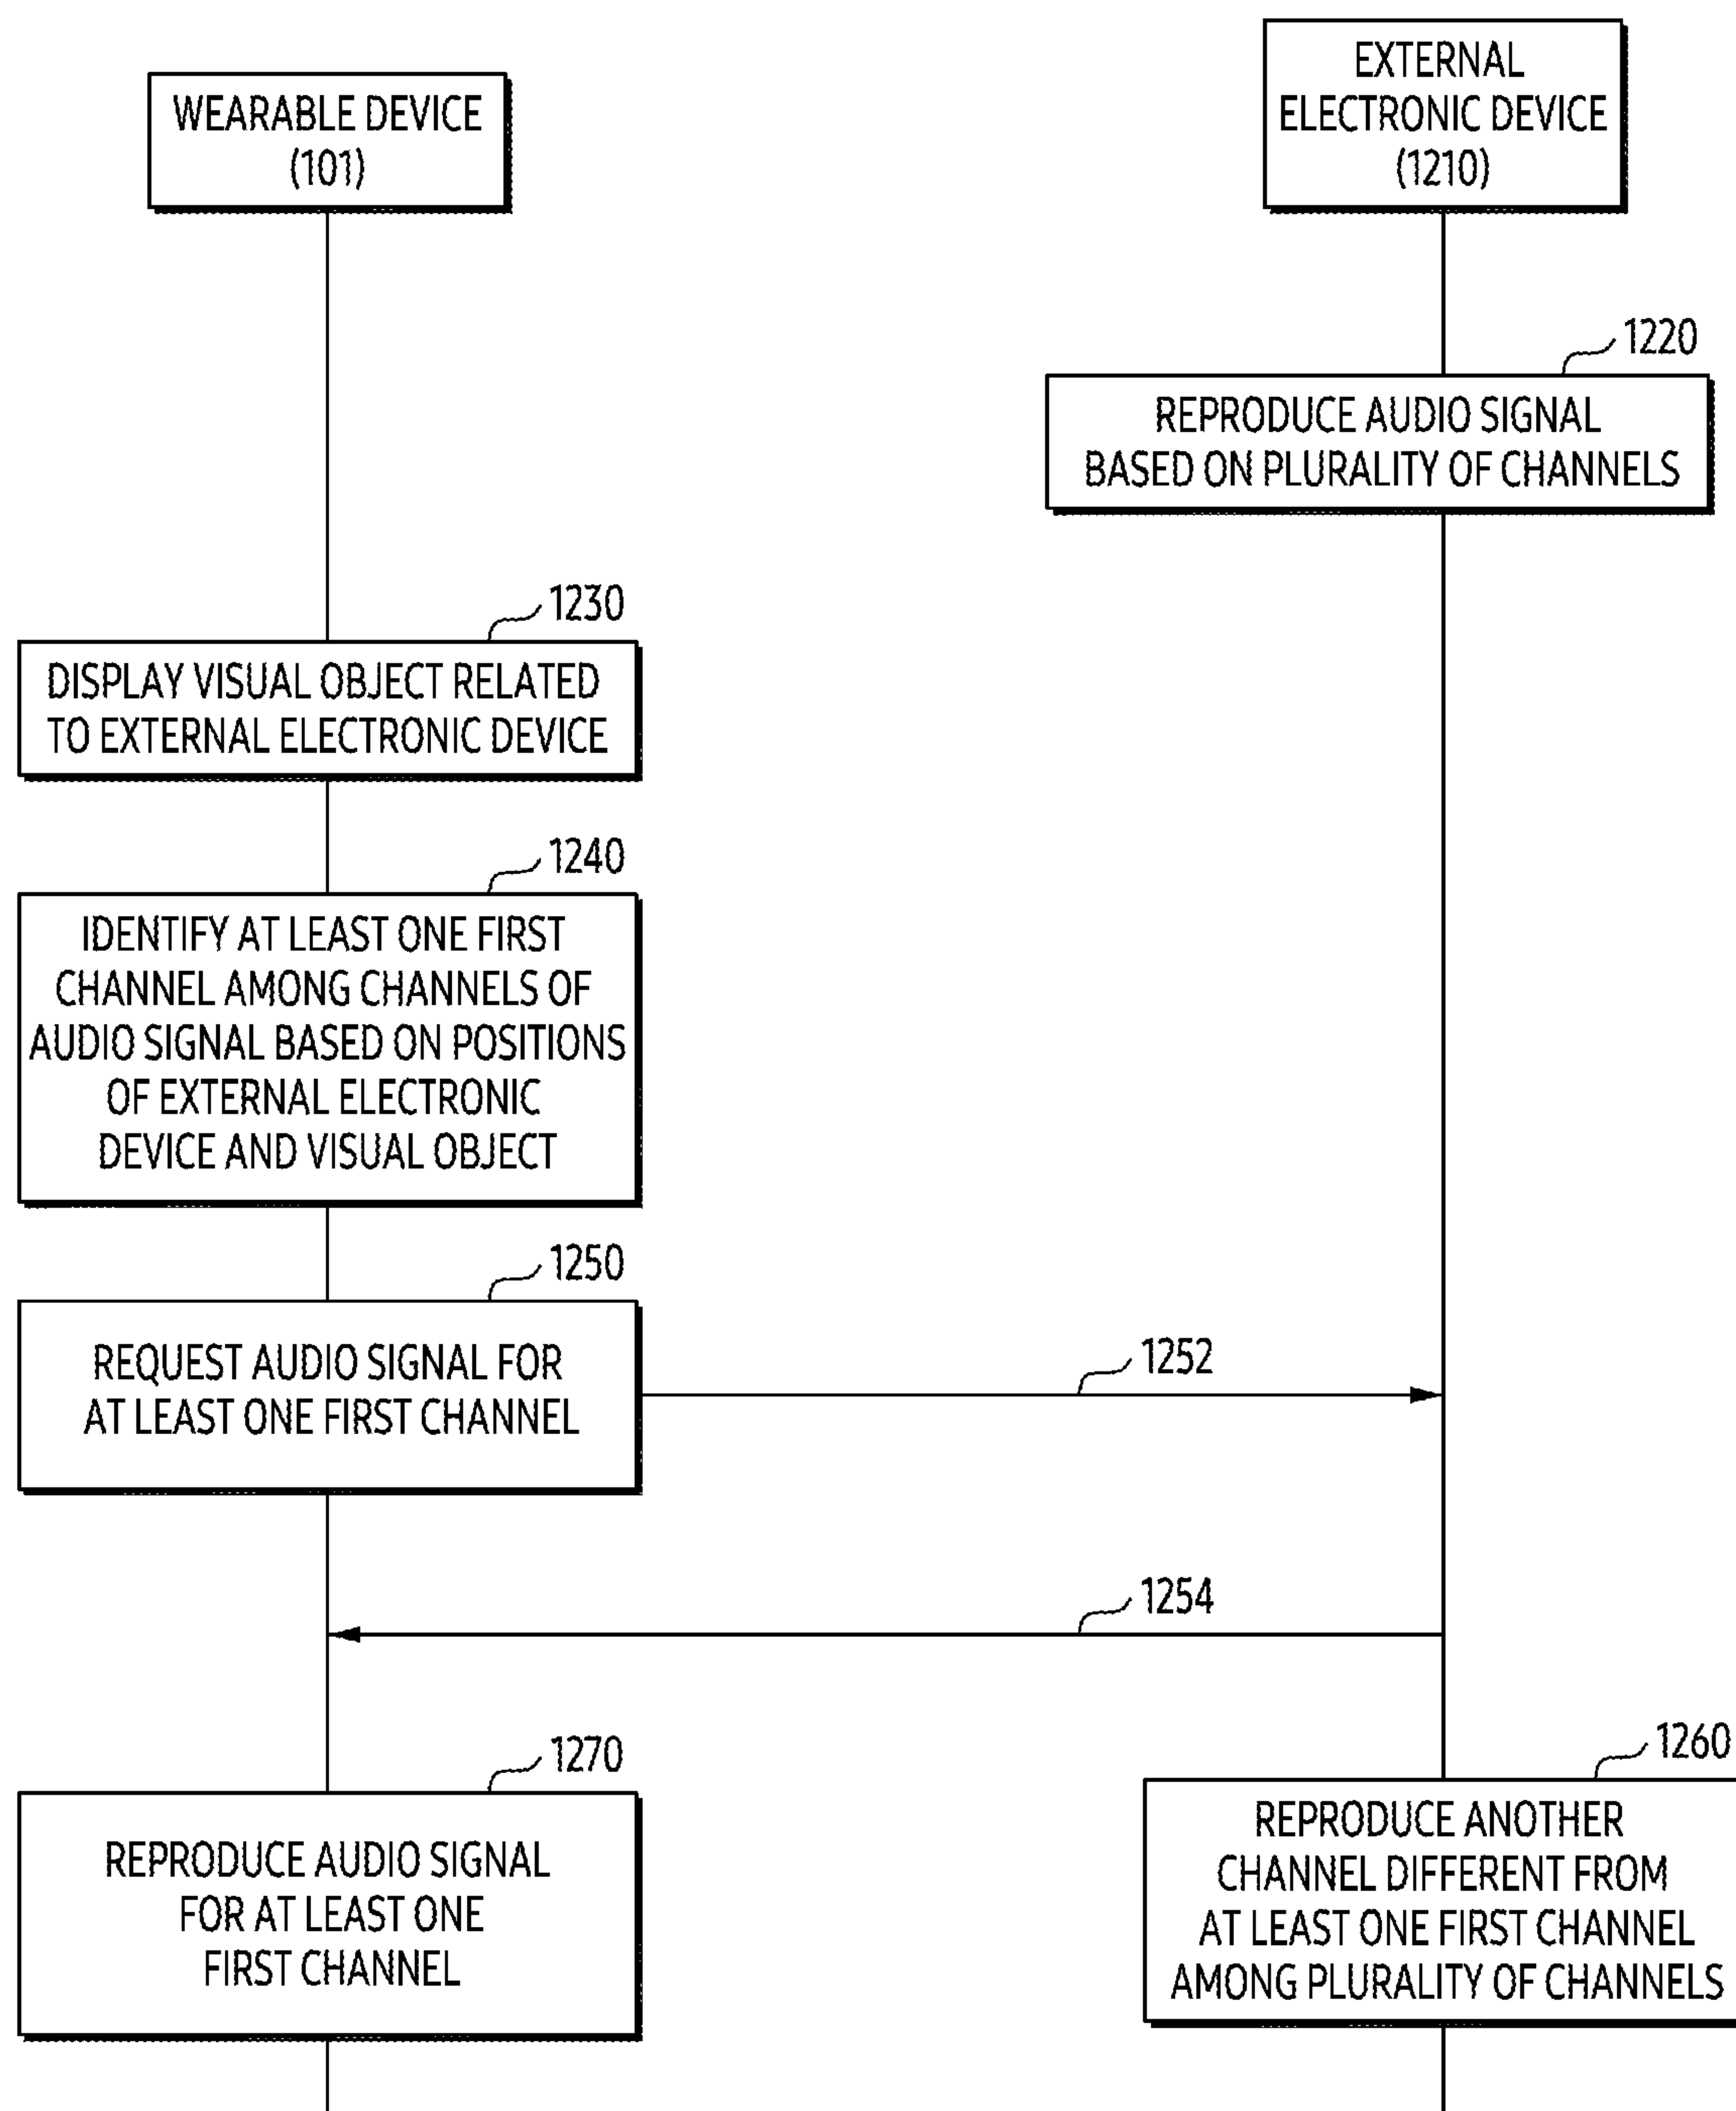 WEARABLE DEVICE
(101)
EXTERNAL
ELECTRONIC DEVICE
(1210)
1220
REPRODUCE AUDIO SIGNAL
BASED ON PLURALITY OF CHANNELS
1230
DISPLAY VISUAL OBJECT RELATED
TO EXTERNAL ELECTRONIC DEVICE
1240
IDENTIFY AT LEAST ONE FIRST
CHANNEL AMONG CHANNELS OF
AUDIO SIGNAL BASED ON POSITIONS
OF EXTERNAL ELECTRONIC
DEVICE AND VISUAL OBJECT
1250
REQUEST AUDIO SIGNAL FOR
AT LEAST ONE FIRST CHANNEL
1252
1254
1270
REPRODUCE AUDIO SIGNAL
FOR AT LEAST ONE
FIRST CHANNEL
1260
REPRODUCE ANOTHER
CHANNEL DIFFERENT FROM
AT LEAST ONE FIRST CHANNEL
AMONG PLURALITY OF CHANNELS